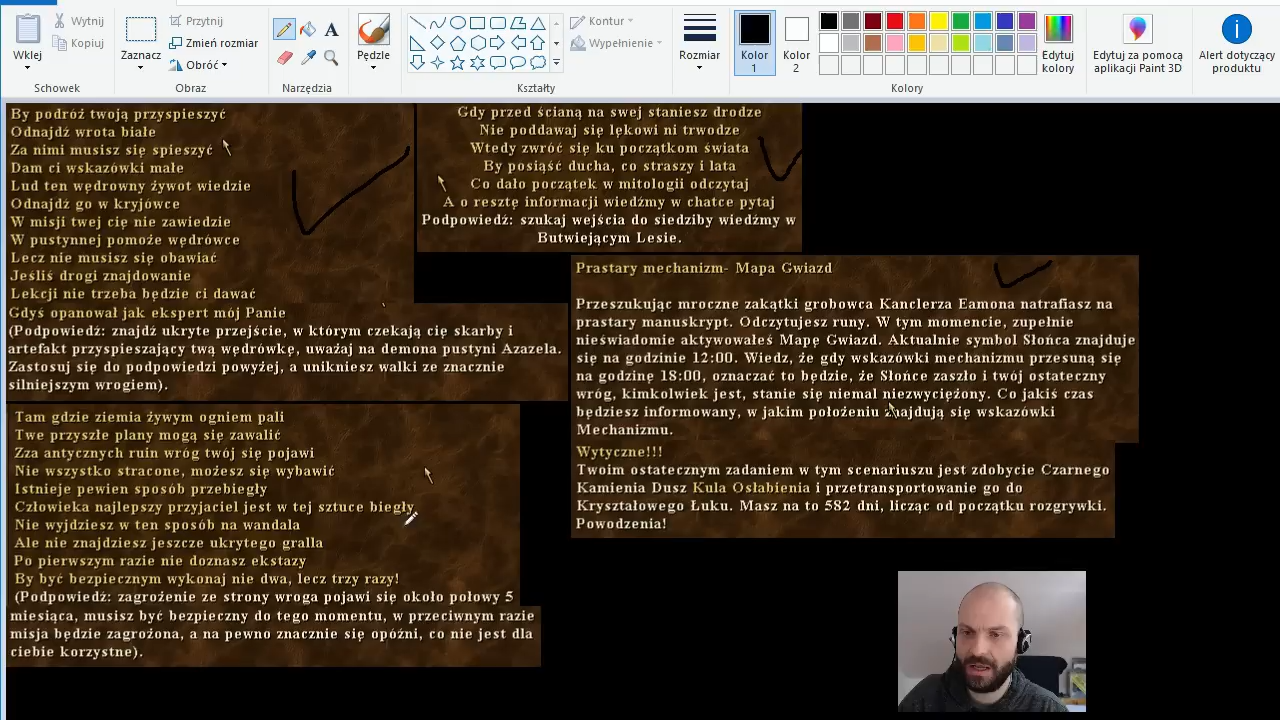 Wytnij
Kopiuj
Wklej
Schowek
Zaznacz
Przytnij
Zmień rozmiar
Obróć
Obraz
A
Narzędzia
Pędzle
Kontur
Wypełnienie
Kształty
Rozmiar
Kolor
1
Kolor
2
Kolory
Edytuj
kolory
Edytuj za pomocą
aplikacji Paint 3D
Alert dotyczący
produktu
By podróż twoją przyspieszyć
Odnajdź wrota białe
Za nimi musisz się spieszyć
Dam ci wskazówki małe
Lud ten wędrowny żywot wiedzie
Odnajdź go w kryjówce
W misji twej cię nie zawiedzie
W pustynnej pomoże wędrówce
Lecz nie musisz się obawiać
Jeśliś drogi znajdowanie
Lekcji nie trzeba będzie ci dawać
Gdyś opanował jak ekspert mój Panie
(Podpowiedź: znajdź ukryte przejście, w którym czekają cię skarby i
artefakt przyspieszający twą wędrówkę, uważaj na demona pustyni Azazela.
Zastosuj się do podpowiedzi powyżej, a unikniesz walki ze znacznie
silniejszym wrogiem).
Gdy przed ścianą na swej staniesz drodze
Nie poddawaj się lękowi ni trwodze
Wtedy zwróć się ku początkom świata
By posiąść ducha, co straszy i lata
Co dało początek w mitologii odczytaj
A o resztę informacji wiedźmy w chatce pytaj
Podpowiedź: szukaj wejścia do siedziby wiedźmy w
Butwiejącym Lesie.
Prastary mechanizm- Mapa Gwiazd
Przeszukując mroczne zakątki grobowca Kanclerza Eamona natrafiasz na
prastary manuskrypt. Odczytujesz runy. W tym momencie, zupełnie
nieświadomie aktywowałeś Mapę Gwiazd. Aktualnie symbol Słońca znajduje
się na godzinie 12:00. Wiedz, że gdy wskazówki mechanizmu przesuną się
na godzinę 18:00, oznaczać to będzie, że Słońce zaszło i twój ostateczny
wróg, kimkolwiek jest, stanie się niemal niezwyciężony. Co jakiś czas
będziesz informowany, w jakim położeniu znajdują się wskazówki
Mechanizmu.
Wytyczne!!!
Twoim ostatecznym zadaniem w tym scenariuszu jest zdobycie Czarnego
Kamienia Dusz Kula Osłabienia i przetransportowanie go do
Kryształowego Łuku. Masz na to 582 dni, licząc od początku rozgrywki.
Powodzenia!
Tam gdzie ziemia żywym ogniem pali
Twe przyszłe plany mogą się zawalić
Zza antycznych ruin wróg twój się pojawi
Nie wszystko stracone, możesz się wybawić
Istnieje pewien sposób przebiegły
Człowieka najlepszy przyjaciel jest w tej sztuce biegły
Nie wyjdziesz w ten sposób na wandala
Ale nie znajdziesz jeszcze ukrytego gralla
Po pierwszym razie nie doznasz ekstazy
By być bezpiecznym wykonaj nie dwa, lecz trzy razy!
(Podpowiedź: zagrożenie ze strony wroga pojawi się około połowy 5
miesiąca, musisz być bezpieczny do tego momentu, w przeciwnym razie
misja będzie zagrożona, a na pewno znacznie się opóźni, co nie jest dla
ciebie korzystne).